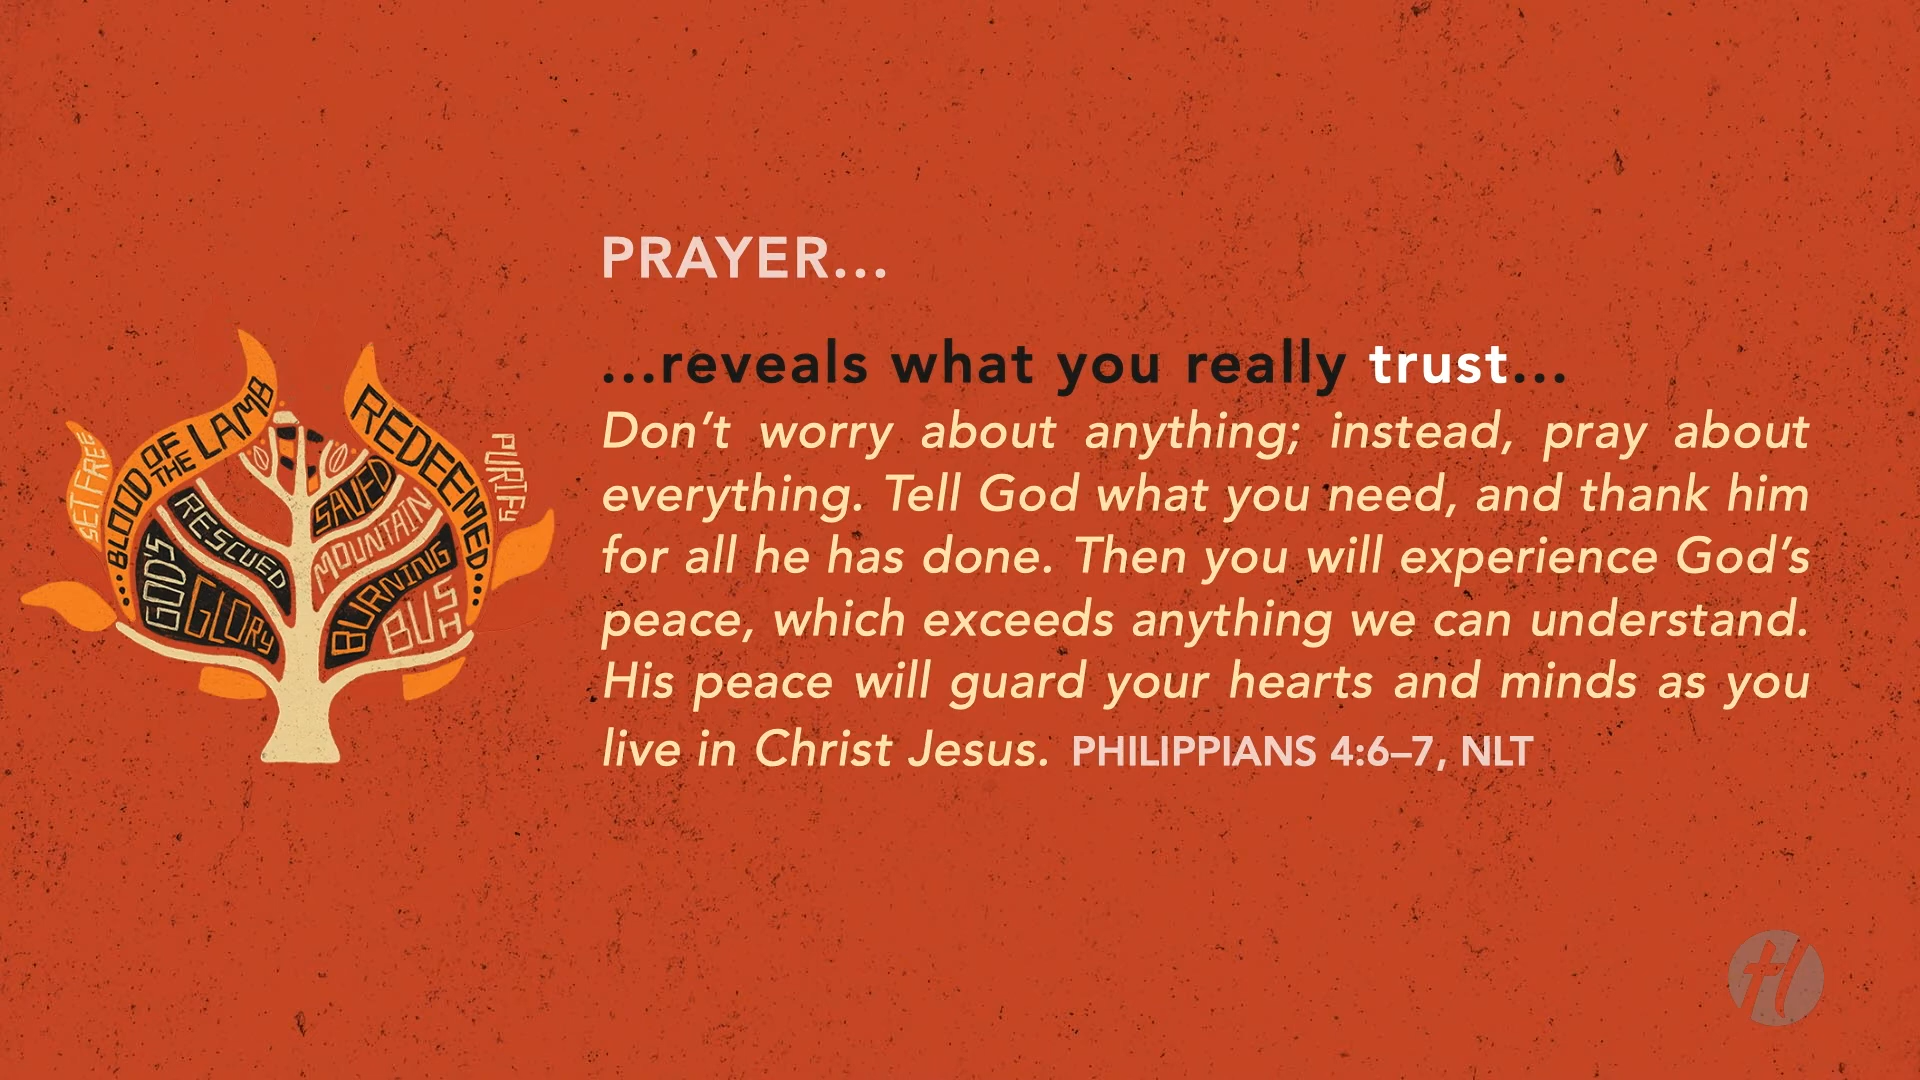 PRAYER...
...reveals what you really trust...
Don’t worry about anything; instead, pray about
everything. Tell God what you need, and thank him
for all he has done. Then you will experience God’s
peace, which exceeds anything we can understand.
His peace will guard your hearts and minds as you
live in Christ Jesus. PHILIPPIANS 4:6–7, NLT
SET FREE
BLOOD OF THE LAMB
REDEEMED
PURIFY
RESCUED
SAVED
MOUNTAIN
GOD'S
GLORY
BURNING
BUSH
tl